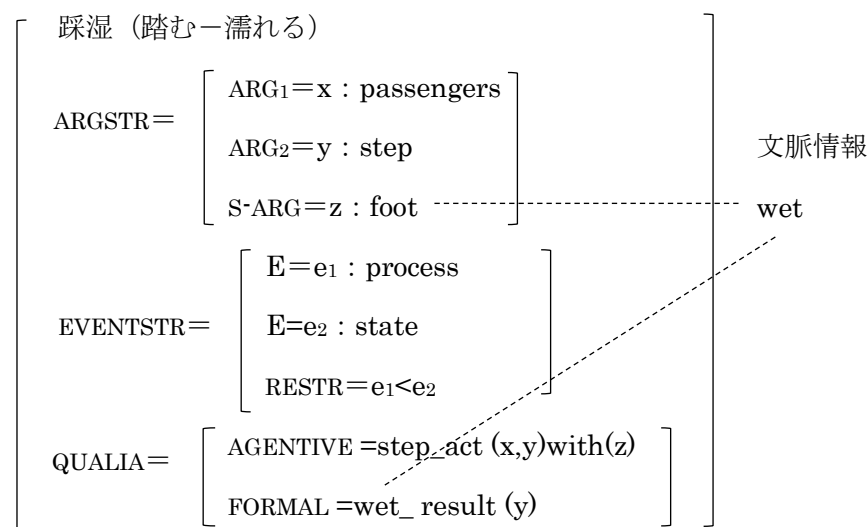 踩湿（踏む－濡れる）
ARG1＝x：passengers
ARGSTR＝
ARG2＝y：step
文脈情報
S-ARG＝z：foot
wet
E＝e1：process
EVENTSTR＝
E=e2：state
RESTR＝e1<e2
QUALIA＝
AGENTIVE =step_act (x,y)with(z)
FORMAL =wet_ result (y)